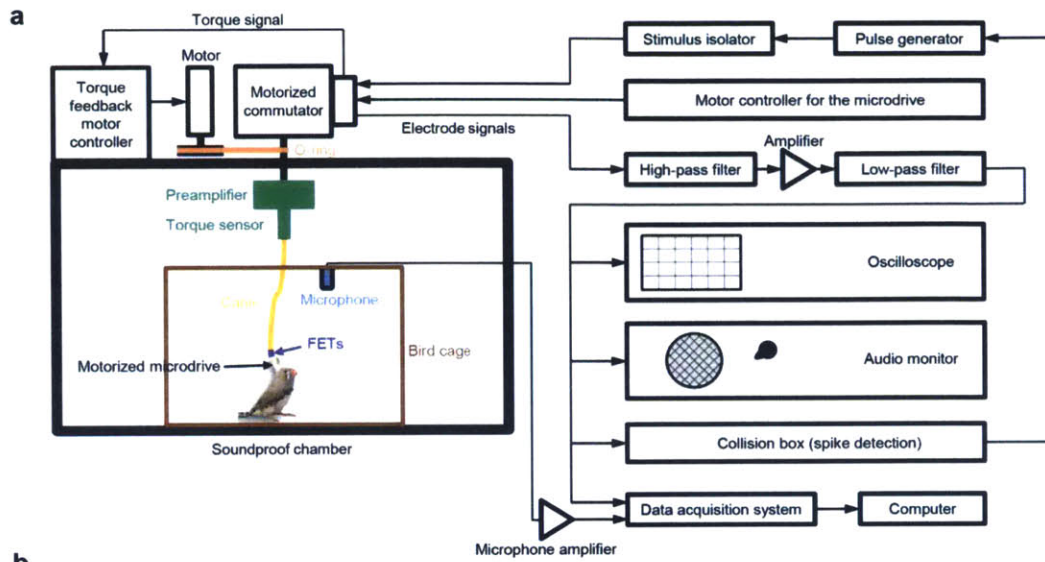 a
Torque signal
Motor
Torque
feedback
motor
controller
Motorized
commutator
Stimulus isolator
Pulse generator
Motor controller for the microdrive
Electrode signals
Amplifier
High-pass filter
Low-pass filter
O-ring
Preamplifier
Torque sensor
Oscilloscope
Microphone
FETs
Bird cage
Motorized microdrive
Audio monitor
Soundproof chamber
Collision box (spike detection)
Data acquisition system
Computer
Microphone amplifier